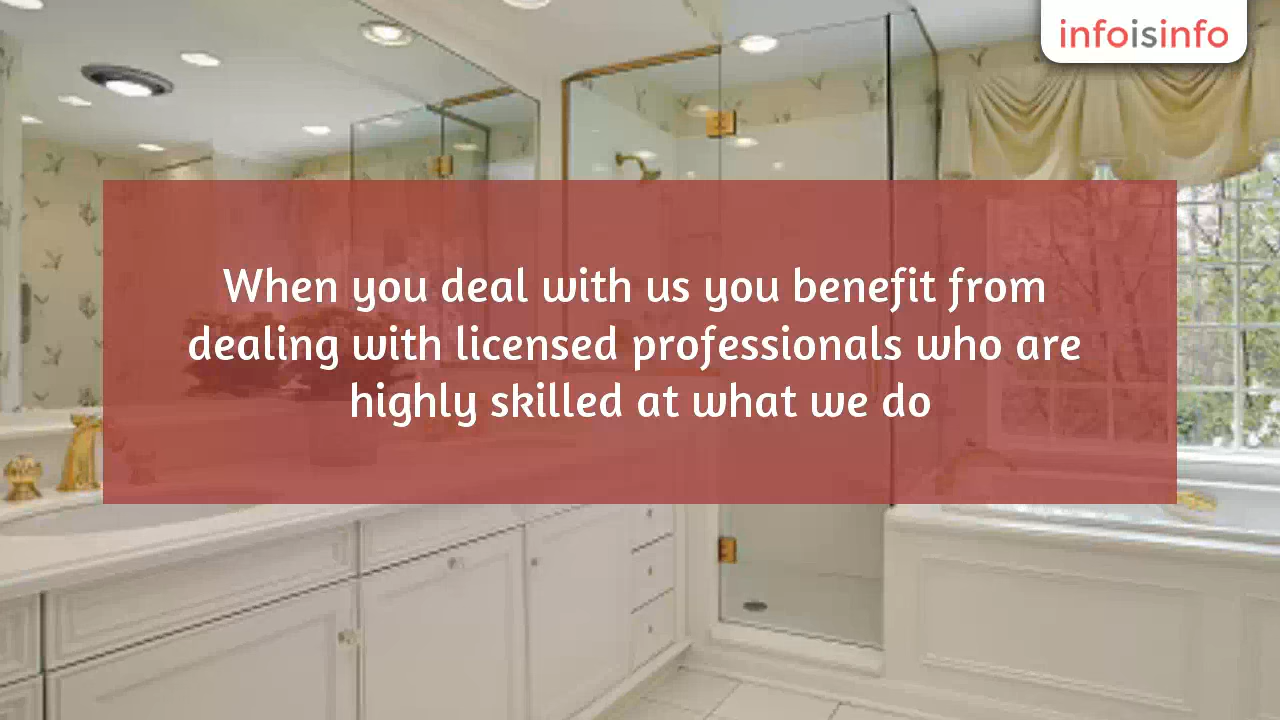 infoisinfo
When you deal with us you benefit from
dealing with licensed professionals who are
highly skilled at what we do